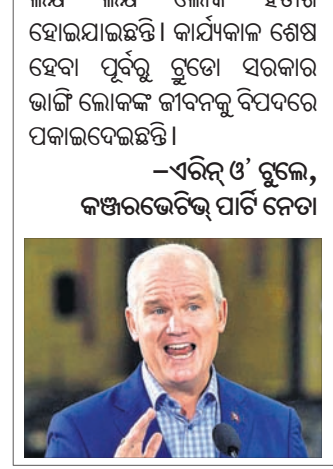 ହୋଇଯାଇଛନ୍ତି। କାର୍ଯ୍ୟକାଳ ଶେଷ
ହେବା ପୂର୍ବରୁ ଟ୍ରୁଡୋ ସରକାର
ଭାଙ୍ଗି ଲୋକଙ୍କ ଜୀବନକୁ ବିପଦରେ
ପକାଇଦେଇଛନ୍ତି।
–ଏରିନ୍ ଓ' ଟୁଲେ,
କଞ୍ଜରଭେଟିଭ୍ ପାର୍ଟି ନେତା